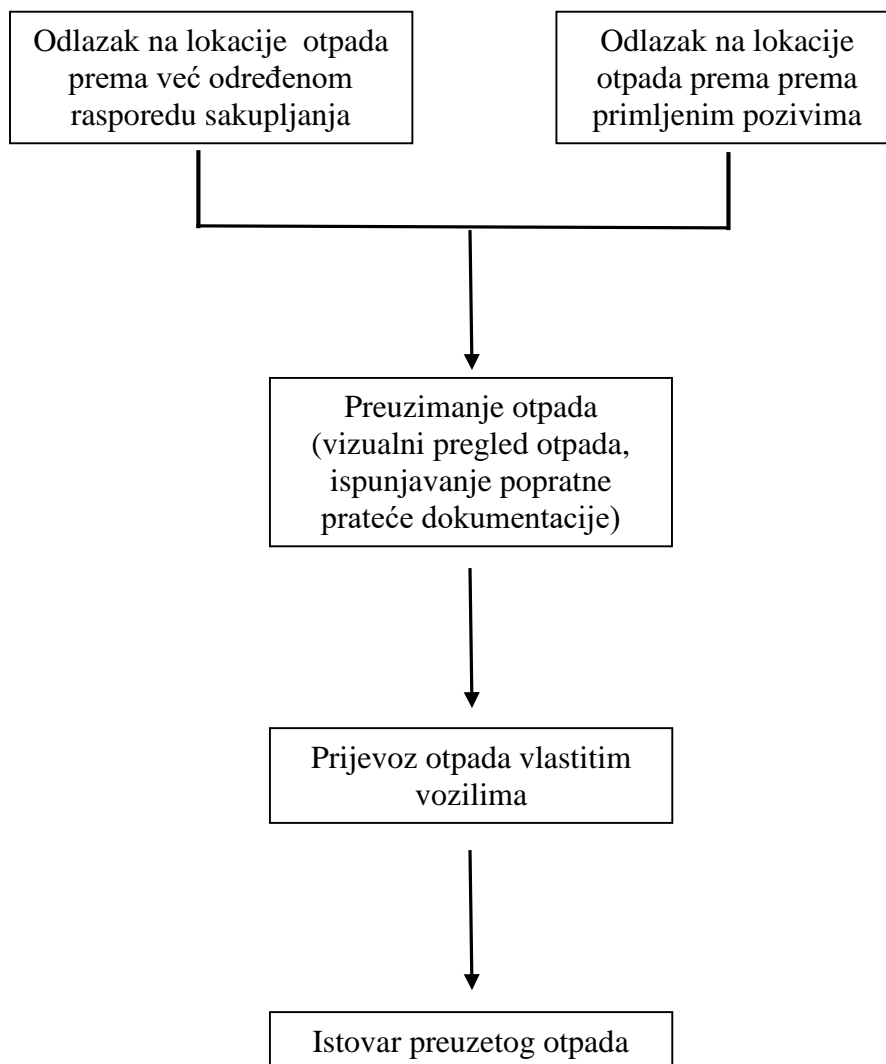 Odlazak na lokacije otpada
prema već određenom
rasporedu sakupljanja
Odlazak na lokacije
otpada prema prema
primljenim pozivima
Preuzimanje otpada
(vizualni pregled otpada,
ispunjavanje popratne
prateće dokumentacije)
Prijevoz otpada vlastitim
vozilima
Istovar preuzetog otpada